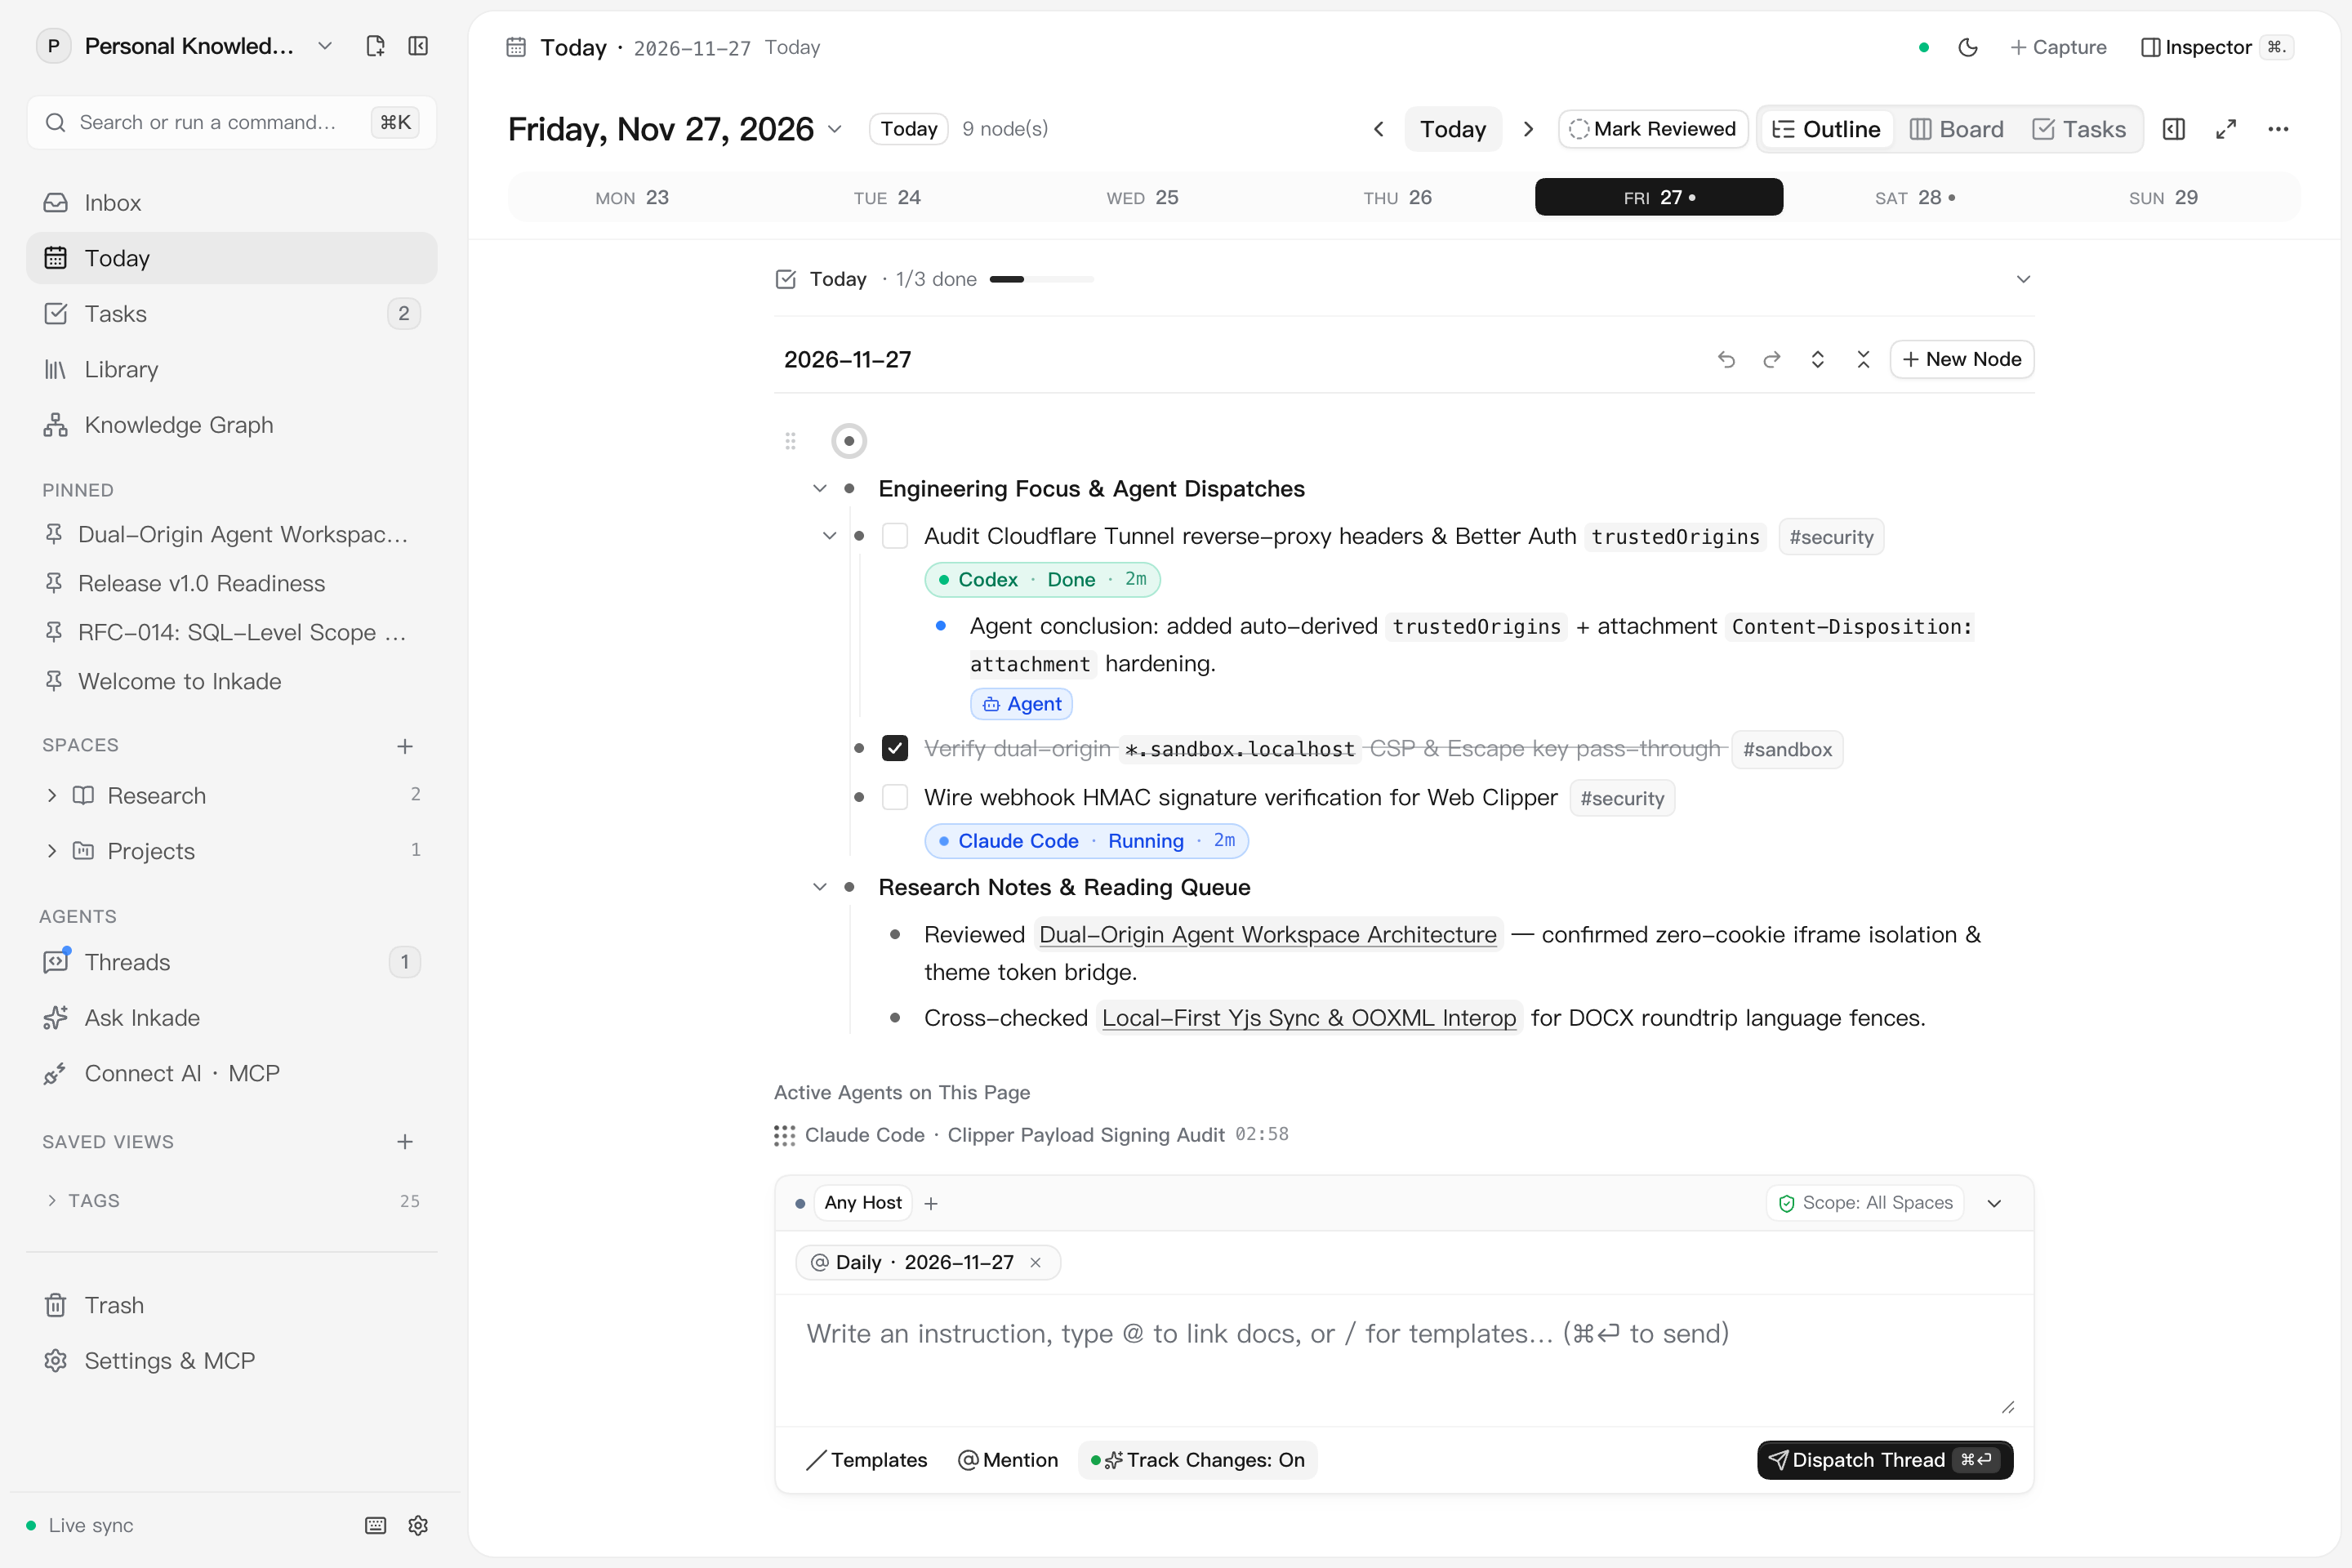 P Personal Knowled...
Search or run a command... ⌘K
Inbox
Today
Tasks 2
Library
Knowledge Graph
PINNED
Dual-Origin Agent Workspac...
Release v1.0 Readiness
RFC-014: SQL-Level Scope ...
Welcome to Inkade
SPACES
Research 2
Projects 1
AGENTS
Threads 1
Ask Inkade
Connect AI · MCP
SAVED VIEWS
TAGS 25
Trash
Settings & MCP
Live sync
Today · 2026-11-27 Today
Capture
Inspector ⌘.
Friday, Nov 27, 2026 Today 9 node(s)
Today
Mark Reviewed
Outline Board Tasks
MON 23 TUE 24 WED 25 THU 26 FRI 27 • SAT 28 • SUN 29
Today · 1/3 done
2026-11-27
New Node
Engineering Focus & Agent Dispatches
Audit Cloudflare Tunnel reverse-proxy headers & Better Auth trustedOrigins #security
Codex · Done · 2m
Agent conclusion: added auto-derived trustedOrigins + attachment Content-Disposition:
attachment hardening.
Agent
Verify dual-origin *.sandbox.localhost CSP & Escape key pass-through #sandbox
Wire webhook HMAC signature verification for Web Clipper #security
Claude Code · Running · 2m
Research Notes & Reading Queue
Reviewed Dual-Origin Agent Workspace Architecture — confirmed zero-cookie iframe isolation &
theme token bridge.
Cross-checked Local-First Yjs Sync & OOXML Interop for DOCX roundtrip language fences.
Active Agents on This Page
Claude Code · Clipper Payload Signing Audit 02:58
Any Host +
Scope: All Spaces
@ Daily · 2026-11-27 ×
Write an instruction, type @ to link docs, or / for templates... (⌘↩ to send)
/ Templates @ Mention Track Changes: On
Dispatch Thread ⌘↩